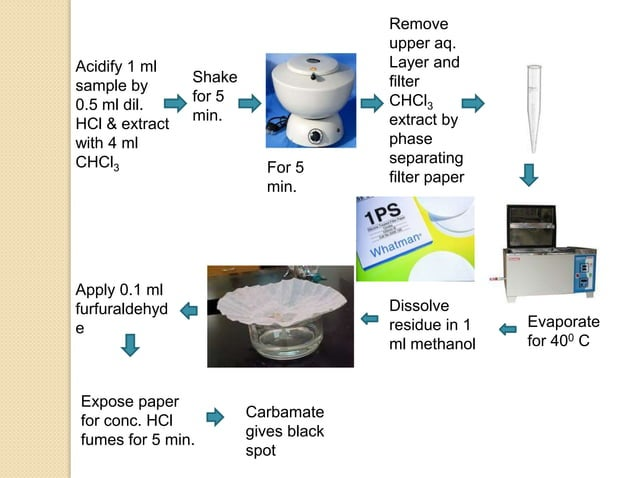 Acidify 1 ml
sample by
0.5 ml dil.
HCl & extract
with 4 ml
CHCl₃
Shake
for 5
min.
For 5
min.
Remove
upper aq.
Layer and
filter
CHCl₃
extract by
phase
separating
filter paper
1PS
Whatman
Evaporate
for 40⁰ C
Dissolve
residue in 1
ml methanol
Apply 0.1 ml
furfuraldehyd
e
Expose paper
for conc. HCl
fumes for 5 min.
Carbamate
gives black
spot